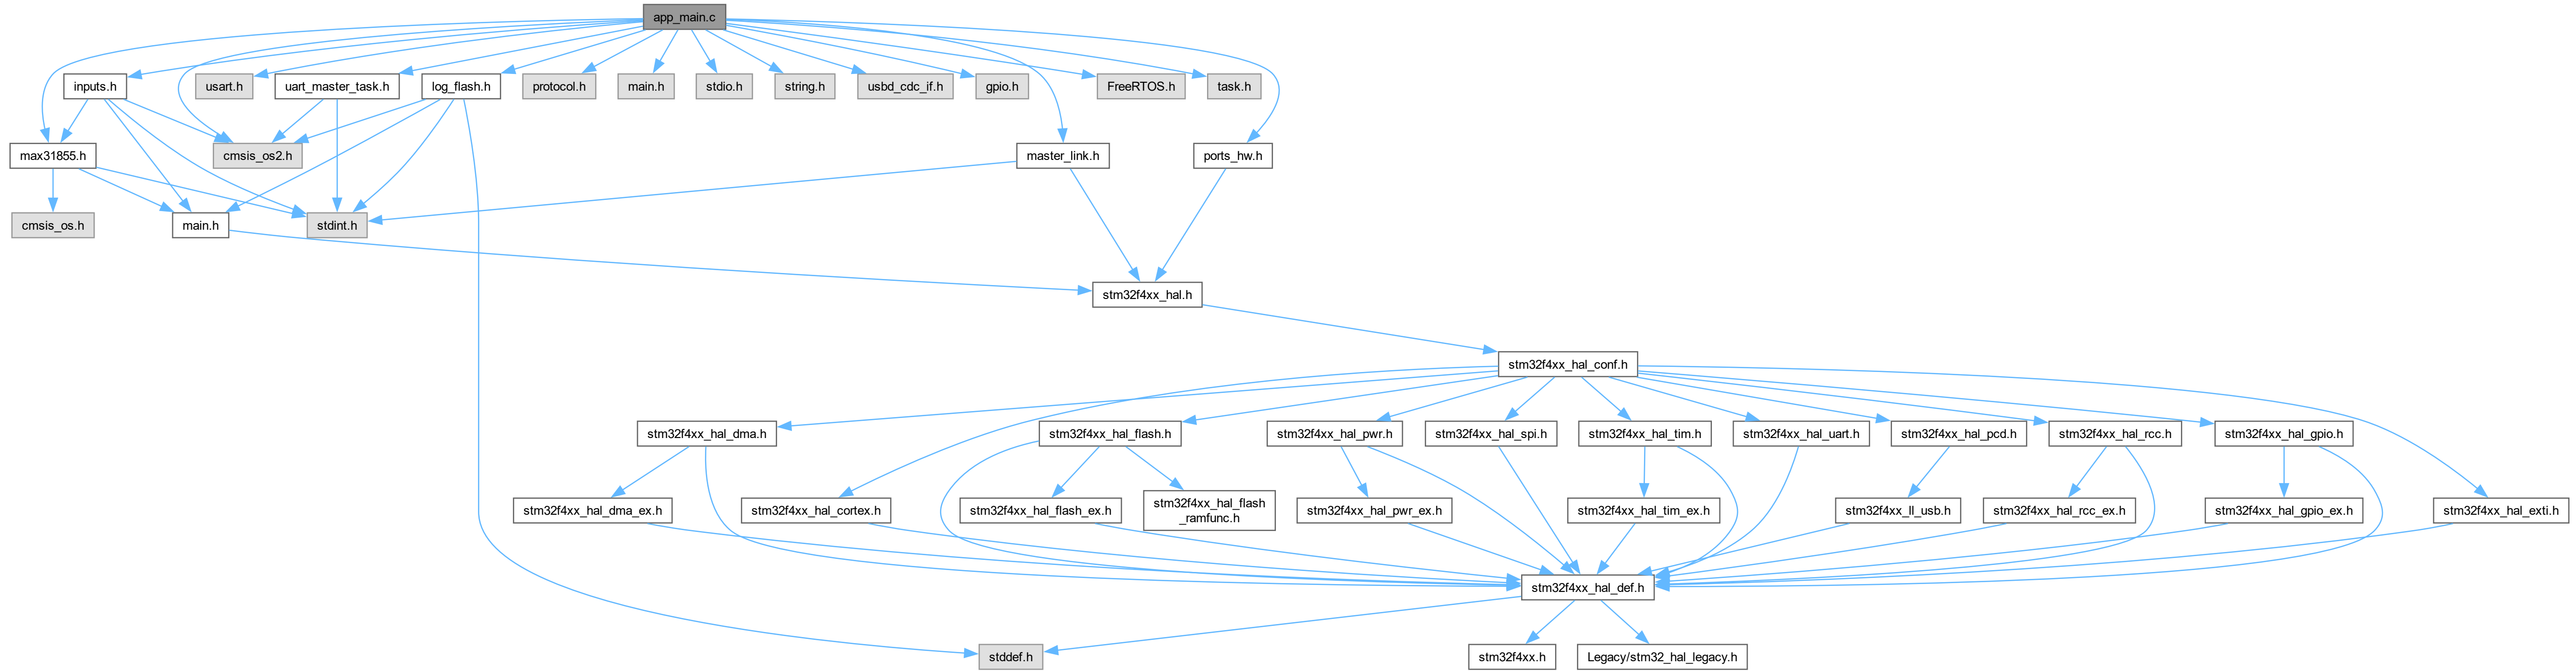 app_main.c
inputs.h
usart.h
uart_master_task.h
log_flash.h
protocol.h
main.h
stdio.h
string.h
usbd_cdc_if.h
gpio.h
FreeRTOS.h
task.h
max31855.h
cmsis_os2.h
master_link.h
ports_hw.h
cmsis_os.h
main.h
stdint.h
stm32f4xx_hal.h
stm32f4xx_hal_conf.h
stm32f4xx_hal_dma.h
stm32f4xx_hal_flash.h
stm32f4xx_hal_pwr.h
stm32f4xx_hal_spi.h
stm32f4xx_hal_tim.h
stm32f4xx_hal_uart.h
stm32f4xx_hal_pcd.h
stm32f4xx_hal_rcc.h
stm32f4xx_hal_gpio.h
stm32f4xx_hal_dma_ex.h
stm32f4xx_hal_cortex.h
stm32f4xx_hal_flash_ex.h
stm32f4xx_hal_flash
_ramfunc.h
stm32f4xx_hal_pwr_ex.h
stm32f4xx_hal_tim_ex.h
stm32f4xx_ll_usb.h
stm32f4xx_hal_rcc_ex.h
stm32f4xx_hal_gpio_ex.h
stm32f4xx_hal_exti.h
stm32f4xx_hal_def.h
stddef.h
stm32f4xx.h
Legacy/stm32_hal_legacy.h